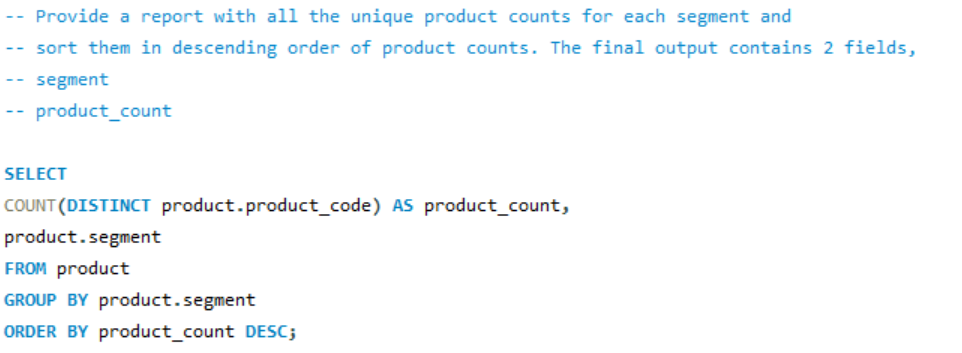 -- Provide a report with all the unique product counts for each segment and
-- sort them in descending order of product counts. The final output contains 2 fields,
-- segment
-- product_count
SELECT
COUNT(DISTINCT product.product_code) AS product_count,
product.segment
FROM product
GROUP BY product.segment
ORDER BY product_count DESC;